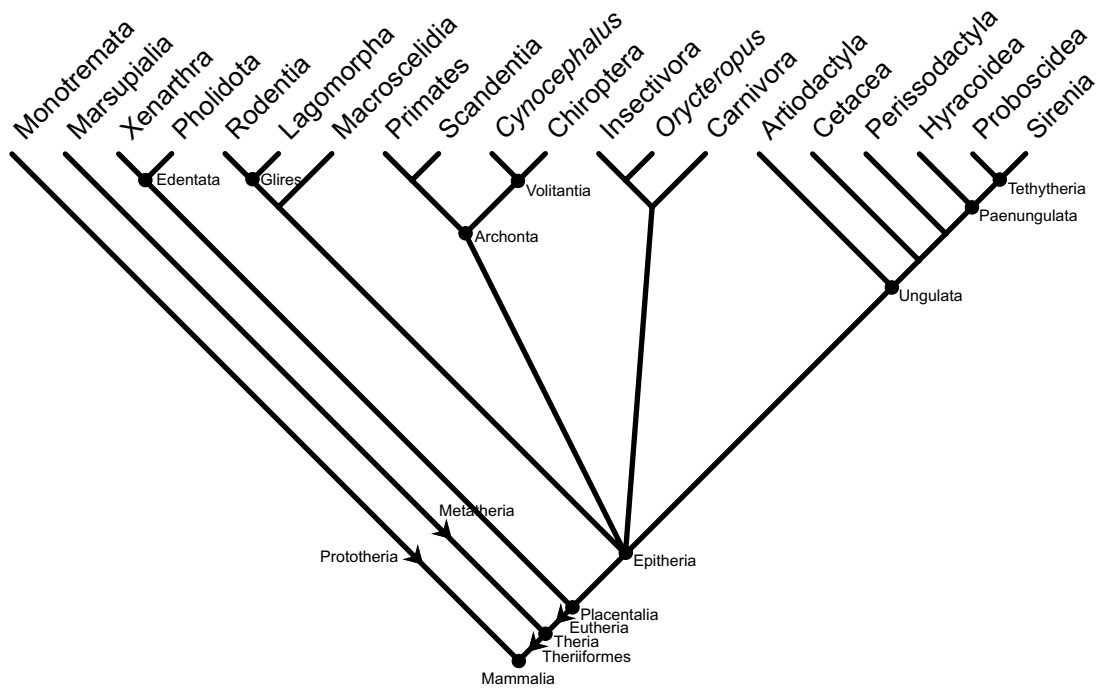 Monotremata
Marsupialia
Xenarthra
Pholidota
Rodentia
Lagomorpha
Macroscelidia
Primates
Scandentia
Cynocephalus
Chiroptera
Insectivora
Orycteropus
Carnivora
Artiodactyla
Cetacea
Perissodactyla
Hyracoidea
Proboscidea
Sirenia
Edentata
Glires
Volitantia
Tethytheria
Paenungulata
Archonta
Ungulata
Metatheria
Prototheria
Epitheria
Placentalia
Eutheria
Theria
Theriiformes
Mammalia